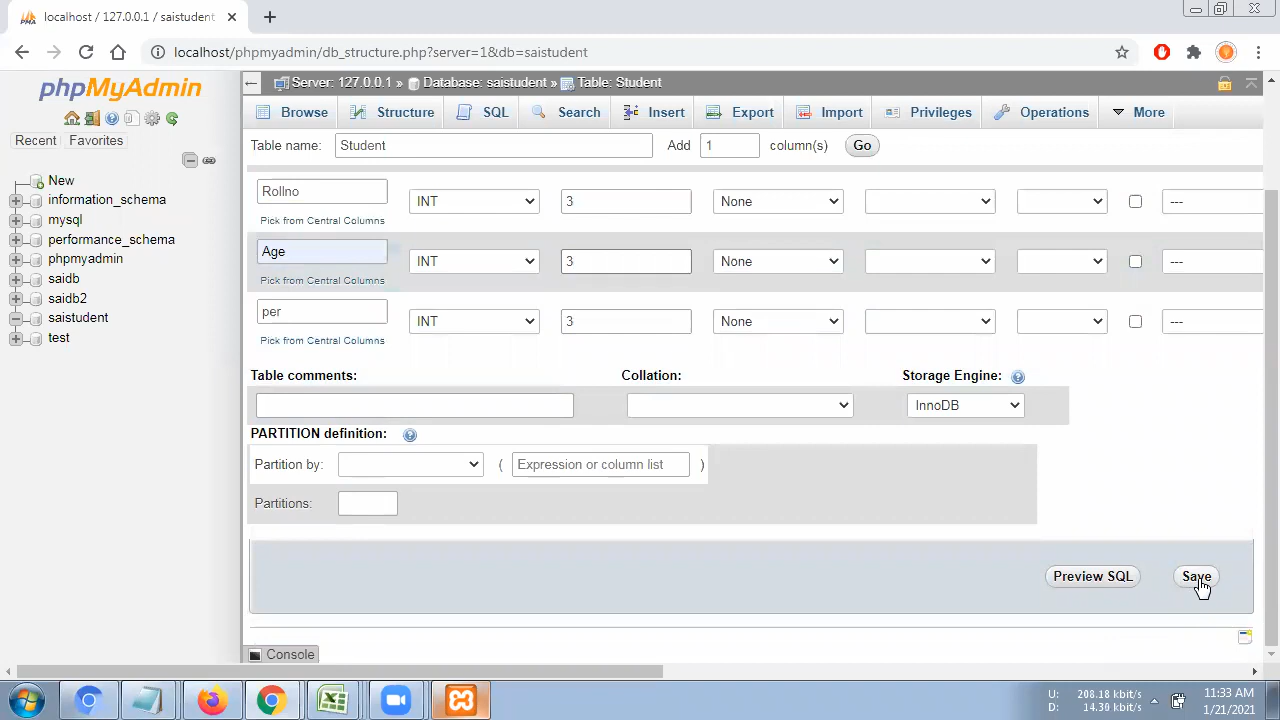 localhost / 127.0.0.1 / saistudent
localhost/phpmyadmin/db_structure.php?server=1&db=saistudent
phpMyAdmin
Recent Favorites
New
information_schema
mysql
performance_schema
phpmyadmin
saidb
saidb2
saistudent
test
Server: 127.0.0.1 » Database: saistudent » Table: Student
Browse Structure SQL Search Insert Export Import Privileges Operations More
Table name: Student Add 1 column(s) Go
Rollno INT 3 None ---
Pick from Central Columns
Age INT 3 None ---
Pick from Central Columns
per INT 3 None ---
Pick from Central Columns
Table comments: Collation: Storage Engine:
InnoDB
PARTITION definition:
Partition by: ( Expression or column list )
Partitions:
Preview SQL Save
Console
U: 208.18 kbit/s
D: 14.30 kbit/s
11:33 AM
1/21/2021